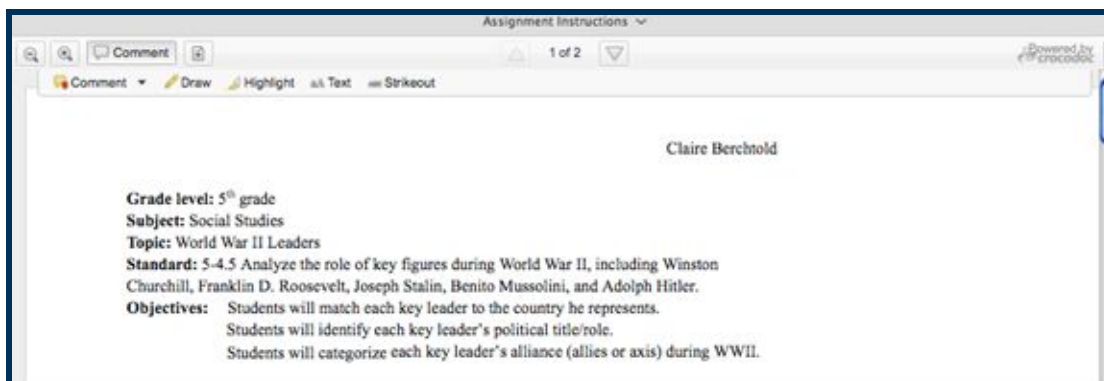 Assignment Instructions
Comment 1 of 2 Powered by crocodoc
Comment Draw Highlight Text Strikeout
Claire Berchtold
Grade level: 5th grade
Subject: Social Studies
Topic: World War II Leaders
Standard: 5-4.5 Analyze the role of key figures during World War II, including Winston
Churchill, Franklin D. Roosevelt, Joseph Stalin, Benito Mussolini, and Adolph Hitler.
Objectives: Students will match each key leader to the country he represents.
Students will identify each key leader's political title/role.
Students will categorize each key leader's alliance (allies or axis) during WWII.